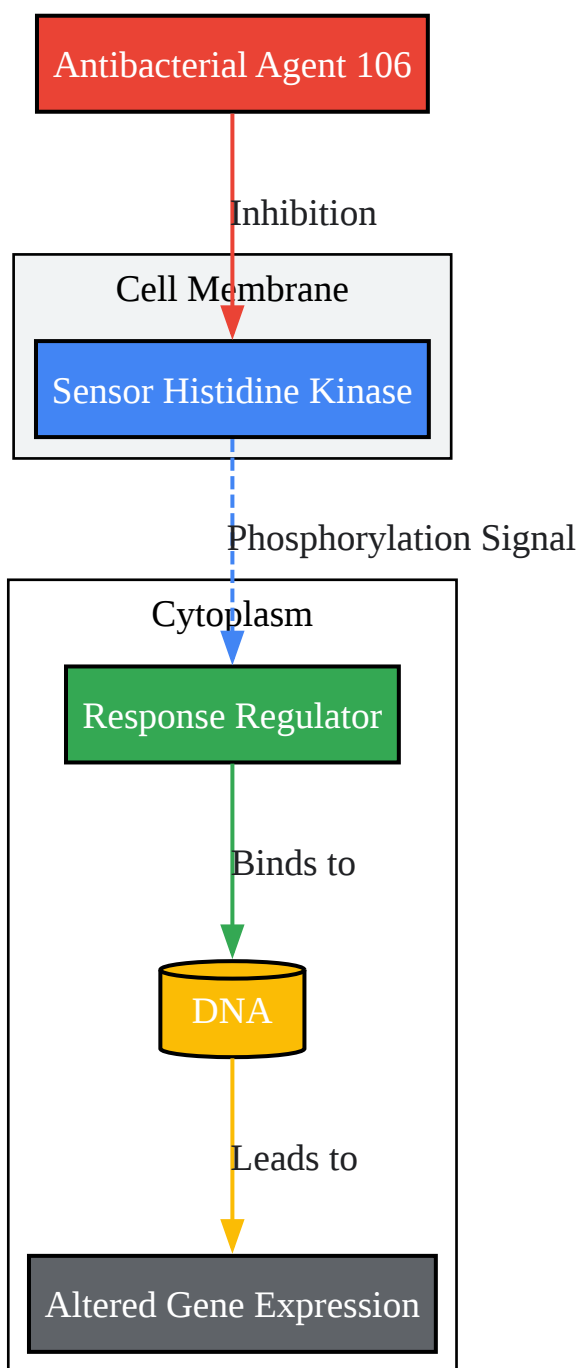 Antibacterial Agent 106
Inhibition
Cell Membrane
Sensor Histidine Kinase
Phosphorylation Signal
Cytoplasm
Response Regulator
Binds to
DNA
Leads to
Altered Gene Expression